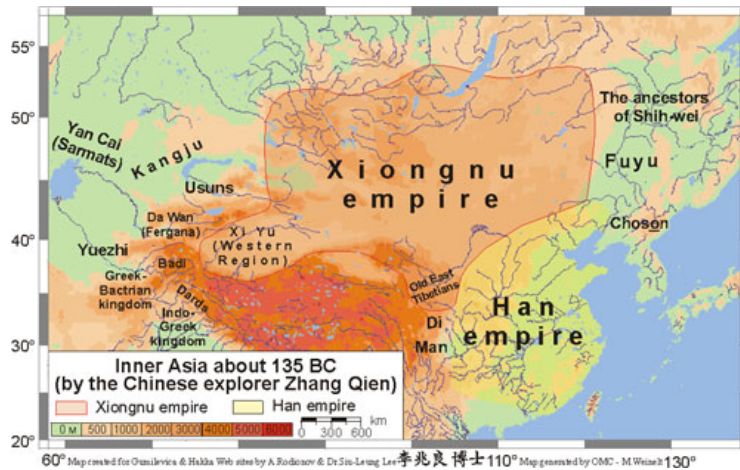 55°
50°
40°
30°
20°
60°
110°
130°
The ancestors
of Shih-wei
Yan Cai
(Sarmats)
Kangju
Fuyu
Xiongnu
empire
Usuns
Da Wan
(Fergana)
Choson
Xi Yu
(Western
Region)
Yuezhi
Badi
Greek-
Bactrian
kingdom
Dards
Old East
Tibetians
Indo-
Greek
kingdom
Di
Man
Han
empire
Inner Asia about 135 BC
(by the Chinese explorer Zhang Qien)
Xiongnu empire
Han empire
0 м 500 1000 2000 3000 4000 5000 6000
km
0 300 600
Map created for Gumilevica & Hakka Web sites by A.Rodionov & Dr.Siu-Leung Lee 李兆良博士
Map generated by OMC - M.Weinelt